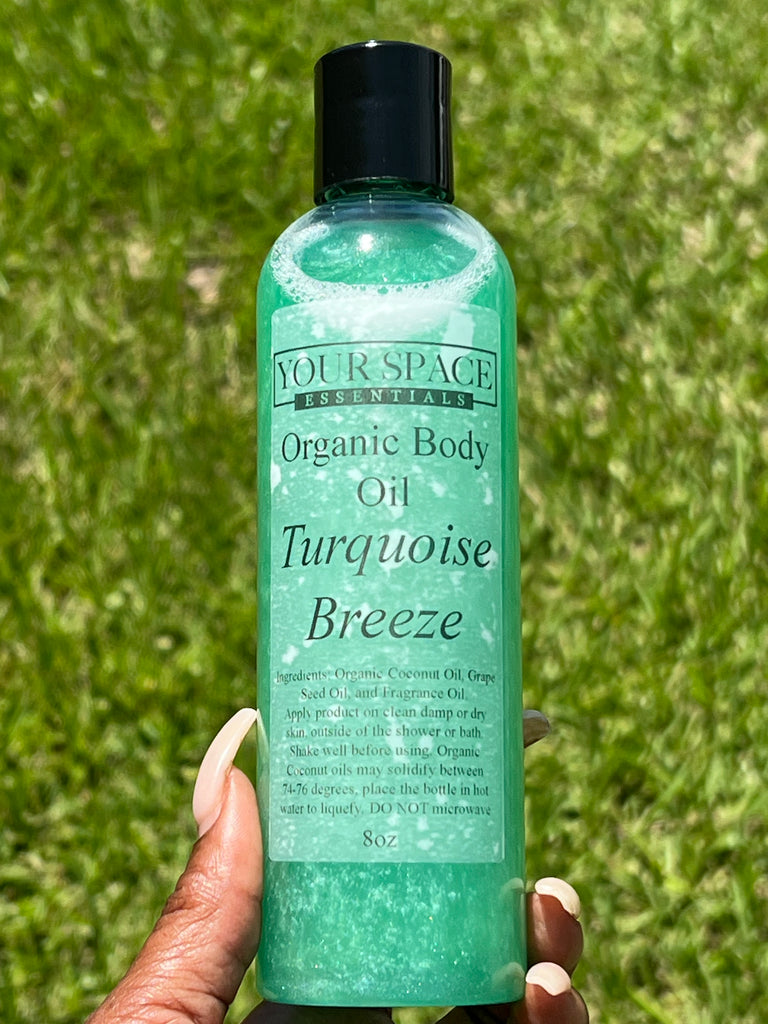 YOUR SPACE
ESSENTIALS
Organic Body
Oil
Turquoise
Breeze
Ingredients: Organic Coconut Oil, Grape
Seed Oil, and Fragrance Oil.
Apply product on clean damp or dry
skin, outside of the shower or bath.
Shake well before using. Organic
Coconut oils may solidify between
74-76 degrees, place the bottle in hot
water to liquefy. DO NOT microwave
8oz